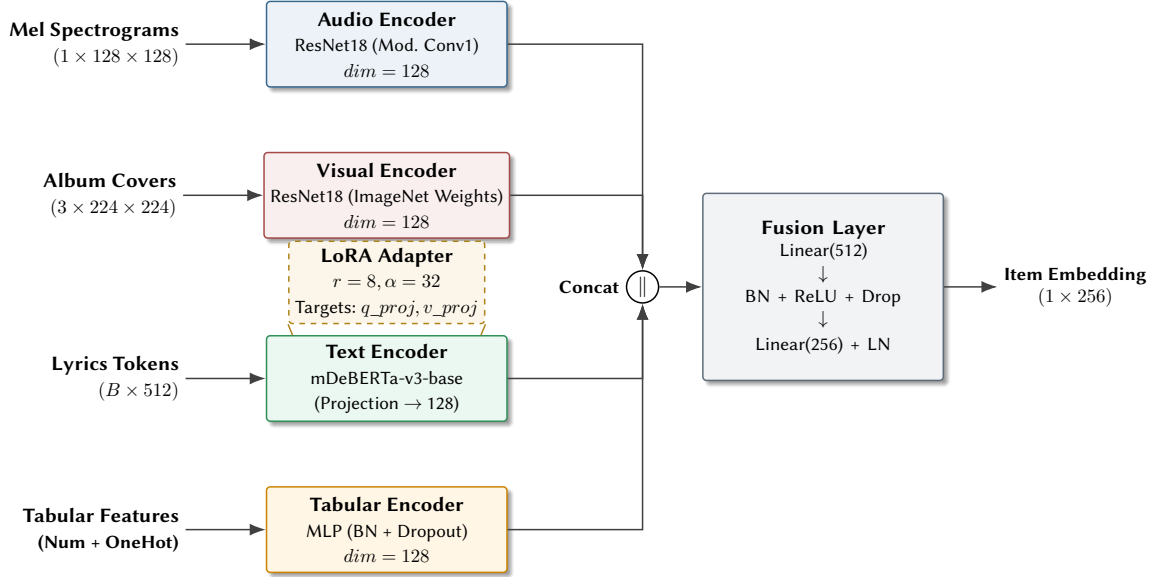 Mel Spectrograms
(1 × 128 × 128)
Audio Encoder
ResNet18 (Mod. Conv1)
dim = 128
Album Covers
(3 × 224 × 224)
Visual Encoder
ResNet18 (ImageNet Weights)
dim = 128
LoRA Adapter
r = 8, α = 32
Targets: q_proj, v_proj
Lyrics Tokens
(B × 512)
Text Encoder
mDeBERTa-v3-base
(Projection → 128)
Tabular Features
(Num + OneHot)
Tabular Encoder
MLP (BN + Dropout)
dim = 128
Concat
||
Fusion Layer
Linear(512)
↓
BN + ReLU + Drop
↓
Linear(256) + LN
Item Embedding
(1 × 256)